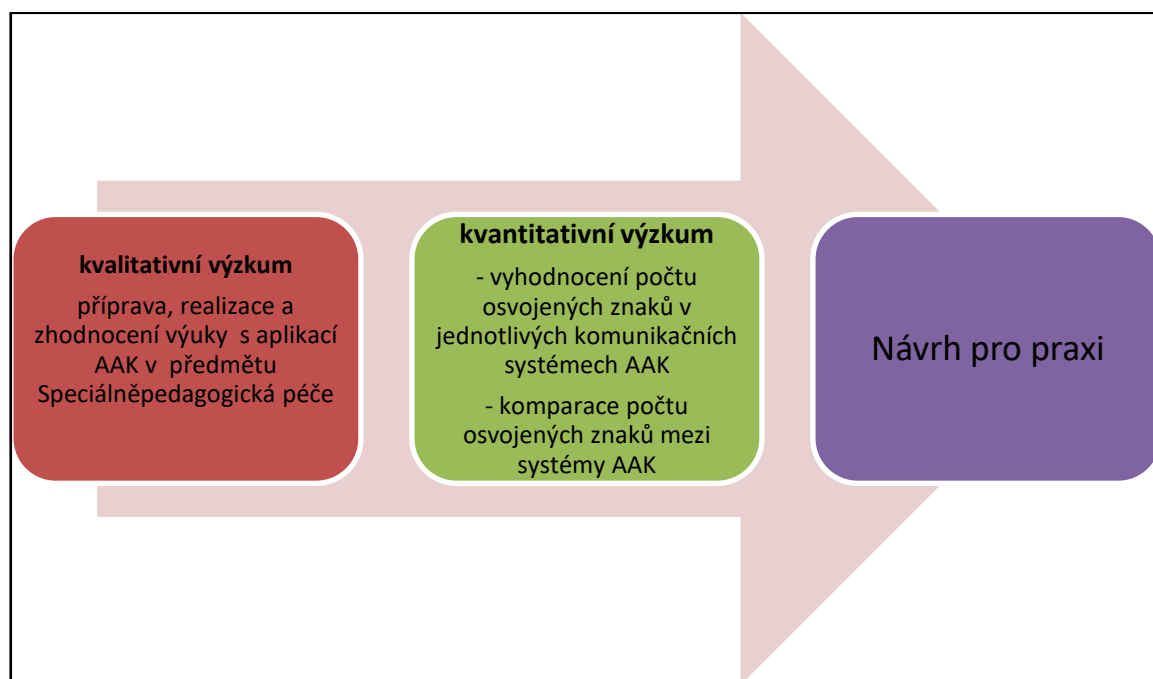 kvalitativní výzkum
příprava, realizace a
zhodnocení výuky s aplikací
AAK v předmětu
Speciálněpedagogická péče
kvantitativní výzkum
- vyhodnocení počtu
osvojených znaků v
jednotlivých komunikačních
systémech AAK
- komparace počtu
osvojených znaků mezi
systémy AAK
Návrh pro praxi